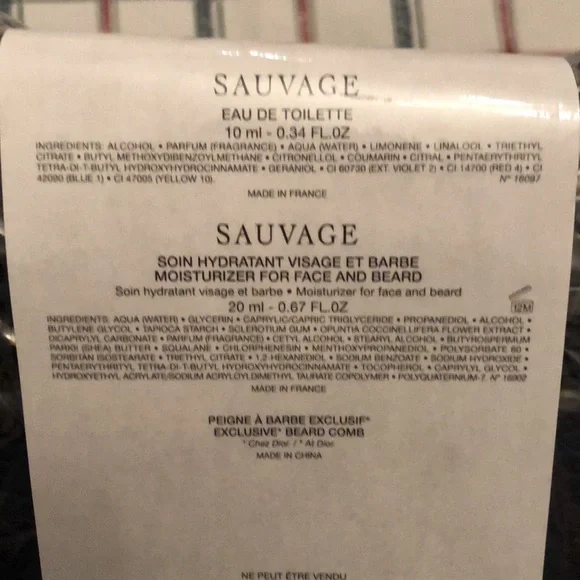 SAUVAGE
EAU DE TOILETTE
10 ml - 0.34 FL.OZ
INGREDIENTS: ALCOHOL • PARFUM (FRAGRANCE) • AQUA (WATER) • LIMONENE • LINALOOL • TRIETHYL
CITRATE • BUTYL METHOXYDIBENZOYLMETHANE • CITRONELLOL • COUMARIN • CITRAL • PENTAERYTHRITYL
TETRA-DI-T-BUTYL HYDROXYHYDROCINNAMATE • GERANIOL • CI 60730 (EXT. VIOLET 2) • CI 14700 (RED 4) • CI
42090 (BLUE 1) • CI 47005 (YELLOW 10). N° 16097
MADE IN FRANCE
SAUVAGE
SOIN HYDRATANT VISAGE ET BARBE
MOISTURIZER FOR FACE AND BEARD
Soin hydratant visage et barbe • Moisturizer for face and beard
20 ml - 0.67 FL.OZ
12M
INGREDIENTS: AQUA (WATER) • GLYCERIN • CAPRYLIC/CAPRIC TRIGLYCERIDE • PROPANEDIOL • ALCOHOL •
BUTYLENE GLYCOL • TAPIOCA STARCH • SCLEROTIUM GUM • OPUNTIA COCCINELLIFERA FLOWER EXTRACT •
DICAPRYLYL CARBONATE • PARFUM (FRAGRANCE) • CETYL ALCOHOL • STEARYL ALCOHOL • BUTYROSPERMUM
PARKII (SHEA) BUTTER • SQUALANE • CHLORPHENESIN • MENTHOXYPROPANEDIOL • POLYSORBATE 60 •
SORBITAN ISOSTEARATE • TRIETHYL CITRATE • 1,2-HEXANEDIOL • SODIUM BENZOATE • SODIUM HYDROXIDE •
PENTAERYTHRITYL TETRA-DI-T-BUTYL HYDROXYHYDROCINNAMATE • TOCOPHEROL • CAPRYLYL GLYCOL •
HYDROXYETHYL ACRYLATE/SODIUM ACRYLOYLDIMETHYL TAURATE COPOLYMER • POLYQUATERNIUM-7. N° 16002
MADE IN FRANCE
PEIGNE À BARBE EXCLUSIF*
EXCLUSIVE* BEARD COMB
* Chez Dior. / * At Dior.
MADE IN CHINA
NE PEUT ÊTRE VENDU